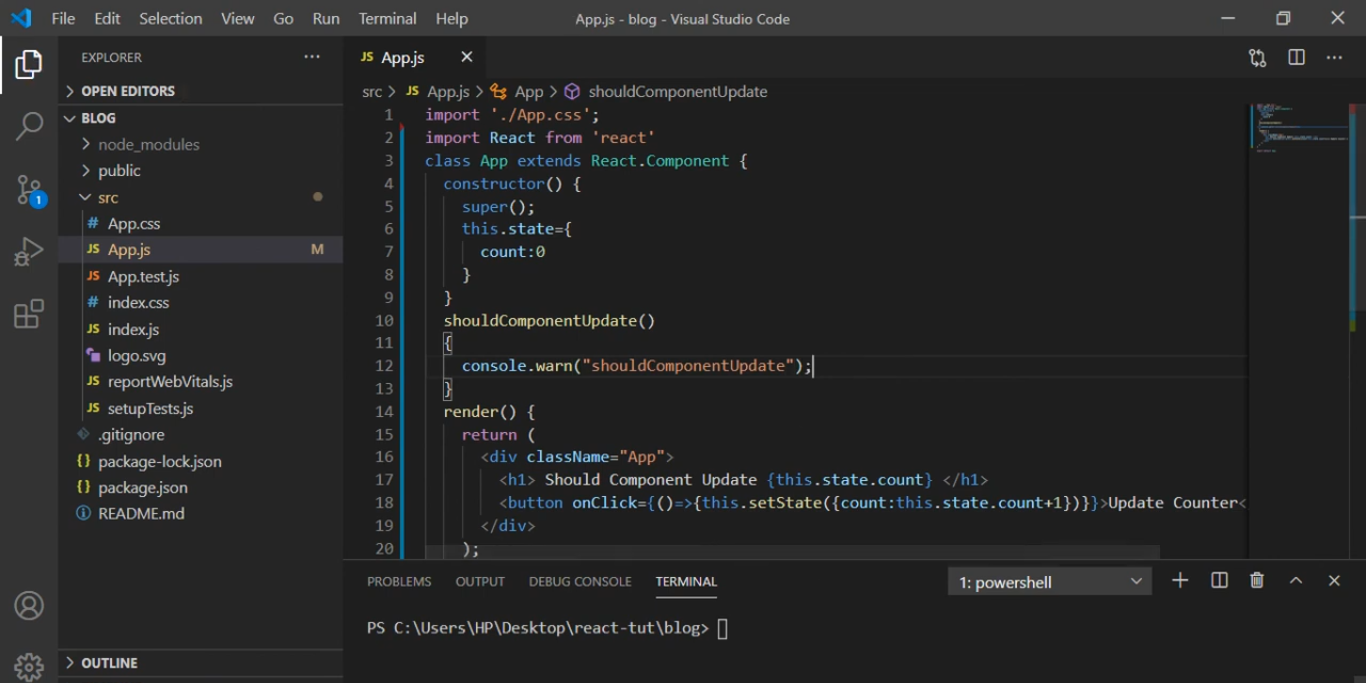 File Edit Selection View Go Run Terminal Help App.js - blog - Visual Studio Code
EXPLORER
OPEN EDITORS
BLOG
node_modules
public
src
# App.css
JS App.js M
JS App.test.js
# index.css
JS index.js
logo.svg
JS reportWebVitals.js
JS setupTests.js
.gitignore
{} package-lock.json
{} package.json
README.md
OUTLINE
1
JS App.js
src > JS App.js > App > shouldComponentUpdate
1 import './App.css';
2 import React from 'react'
3 class App extends React.Component {
4 constructor() {
5 super();
6 this.state={
7 count:0
8 }
9 }
10 shouldComponentUpdate()
11 {
12 console.warn("shouldComponentUpdate");
13 }
14 render() {
15 return (
16 <div className="App">
17 <h1> Should Component Update {this.state.count} </h1>
18 <button onClick={()=>{this.setState({count:this.state.count+1})}}>Update Counter<
19 </div>
20 );
PROBLEMS OUTPUT DEBUG CONSOLE TERMINAL 1: powershell
PS C:\Users\HP\Desktop\react-tut\blog>